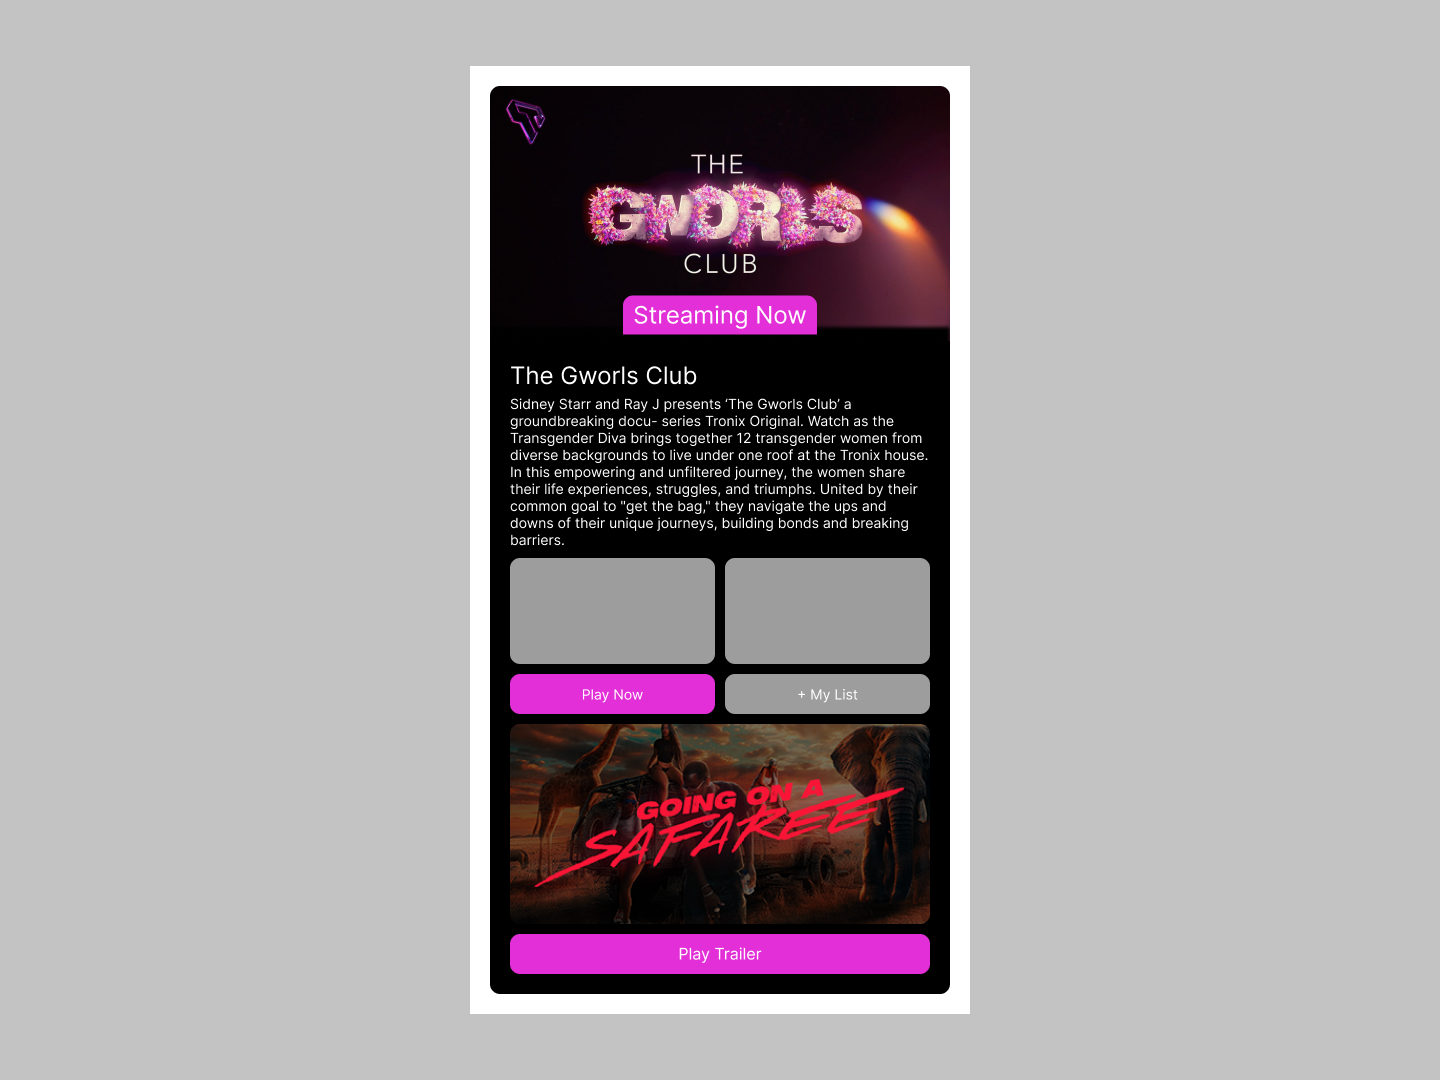 THE
GWORLS
CLUB
Streaming Now
The Gworls Club
Sidney Starr and Ray J presents ‘The Gworls Club’ a
groundbreaking docu- series Tronix Original. Watch as the
Transgender Diva brings together 12 transgender women from
diverse backgrounds to live under one roof at the Tronix house.
In this empowering and unfiltered journey, the women share
their life experiences, struggles, and triumphs. United by their
common goal to "get the bag," they navigate the ups and
downs of their unique journeys, building bonds and breaking
barriers.
Play Now
+ My List
GOING ON A
SAFAREE
Play Trailer